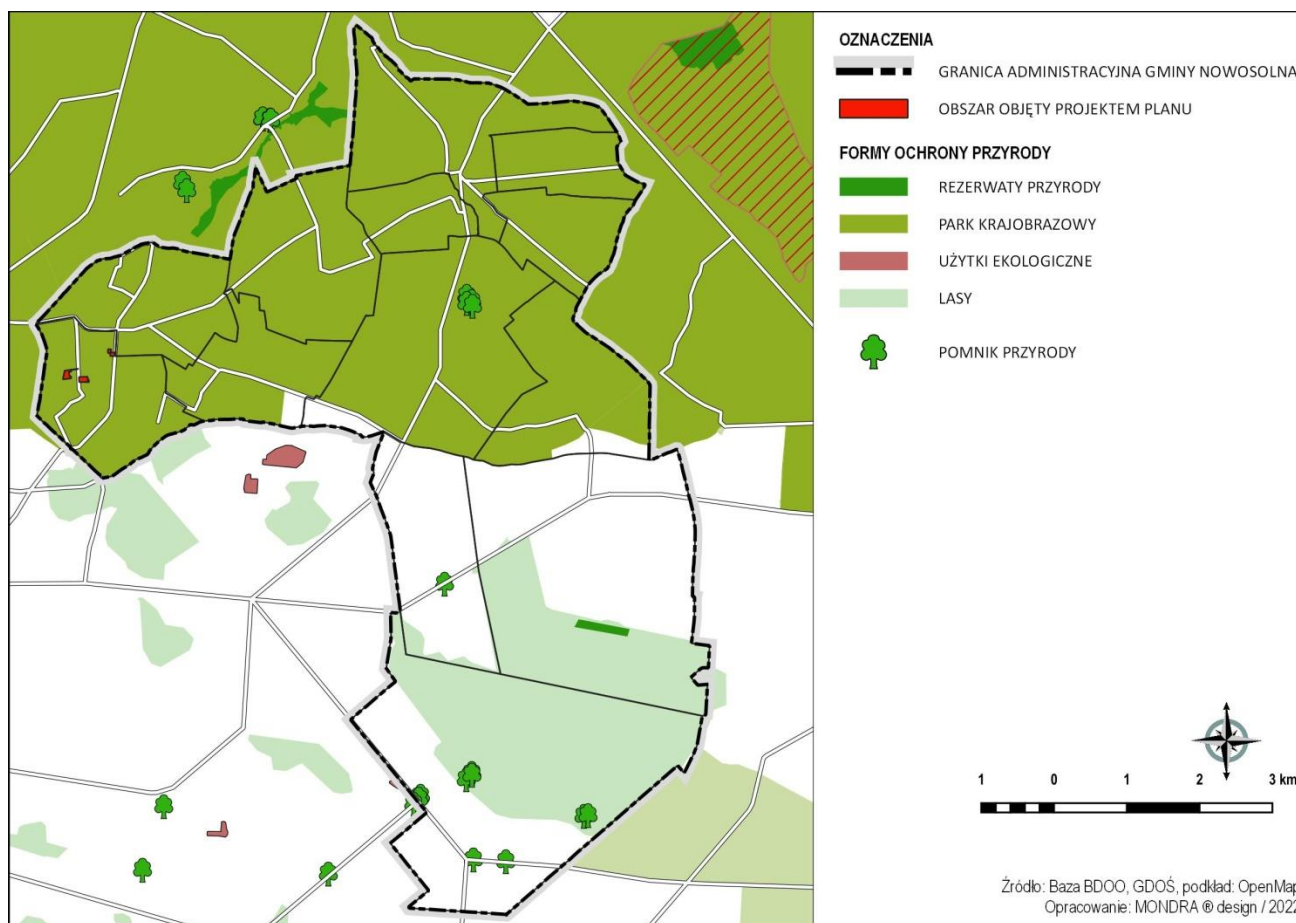 OZNACZENIA
GRANICA ADMINISTRACYJNA GMINY NOWOSOLNA
OBSZAR OBJĘTY PROJEKTEM PLANU
FORMY OCHRONY PRZYRODY
REZERWATY PRZYRODY
PARK KRAJOBRAZOWY
UŻYTKI EKOLOGICZNE
LASY
POMNIK PRZYRODY
1 0 1 2 3 km
Źródło: Baza BDOO, GDOŚ, podkład: OpenMap
Opracowanie: MONDRA ® design / 2022